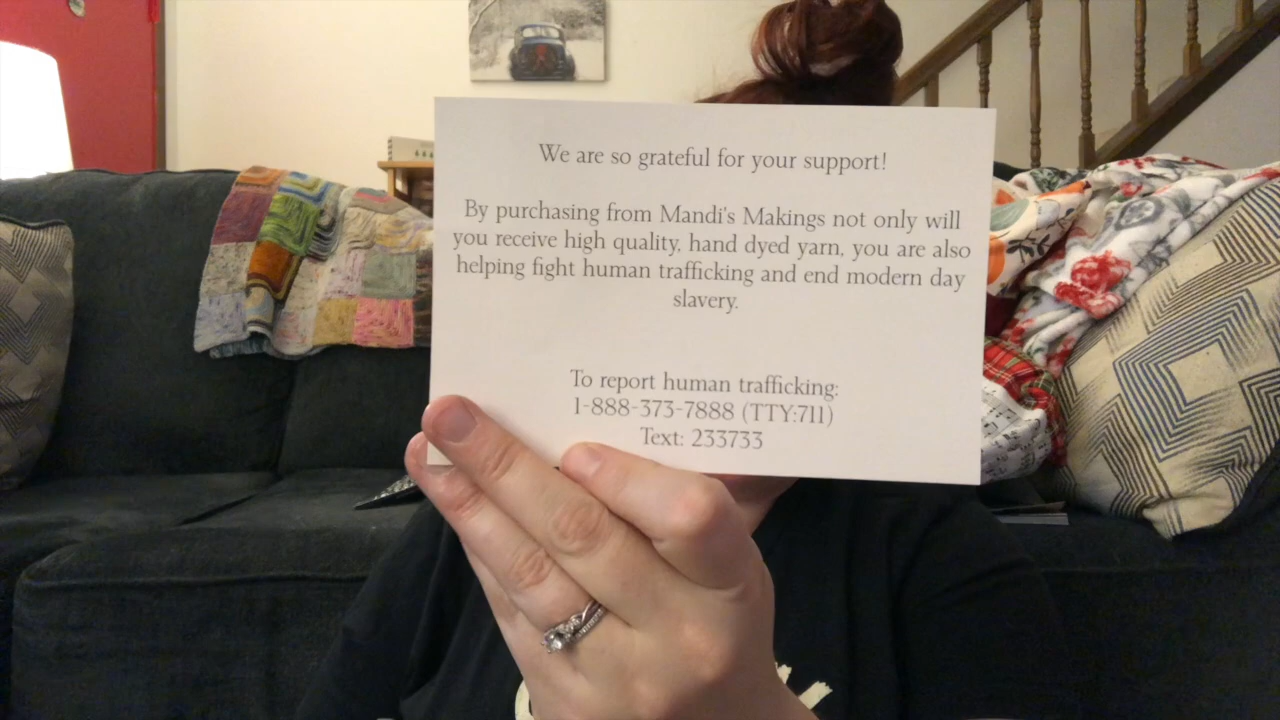 We are so grateful for your support!
By purchasing from Mandi's Makings not only will
you receive high quality, hand dyed yarn, you are also
helping fight human trafficking and end modern day
slavery.
To report human trafficking:
1-888-373-7888 (TTY:711)
Text: 233733